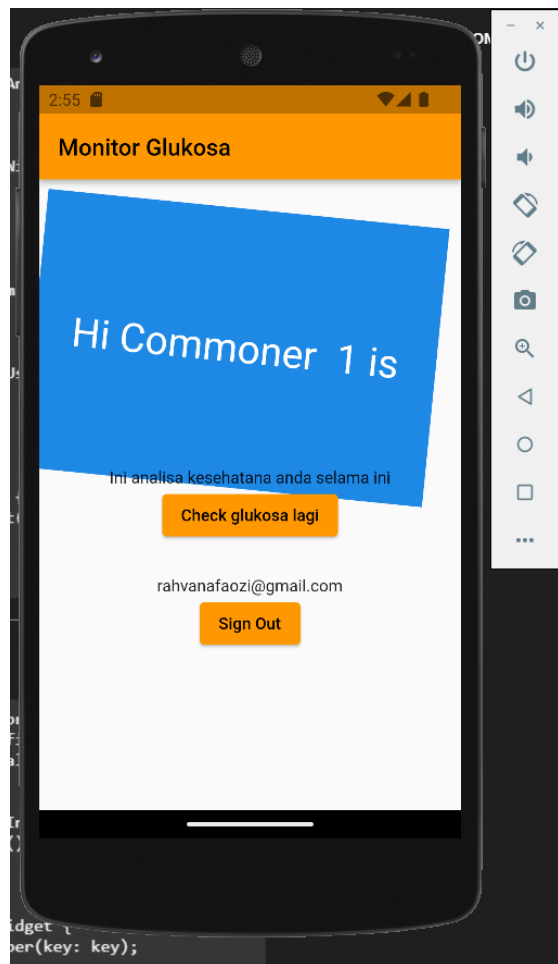 2:55
Monitor Glukosa
Hi Commoner  1 is
Ini analisa kesehatana anda selama ini
Check glukosa lagi
rahvanafaozi@gmail.com
Sign Out
idget {
per(key: key);